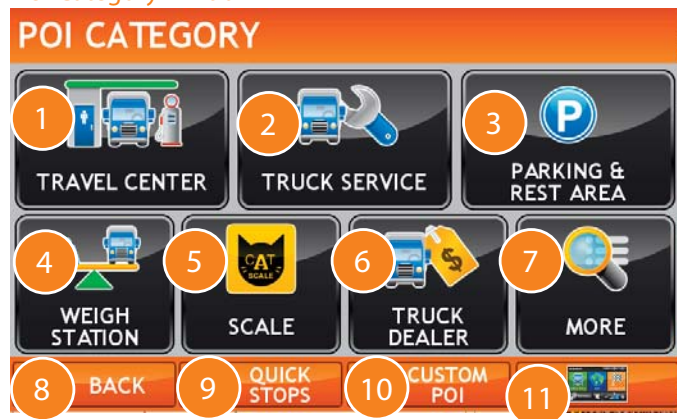 POI CATEGORY
1
2
3
TRAVEL CENTER
TRUCK SERVICE
PARKING &
REST AREA
4
5
CAT
SCALE
6
$
7
WEIGH
STATION
SCALE
TRUCK
DEALER
MORE
8
BACK
9
QUICK
STOPS
10
CUSTOM
POI
11
P